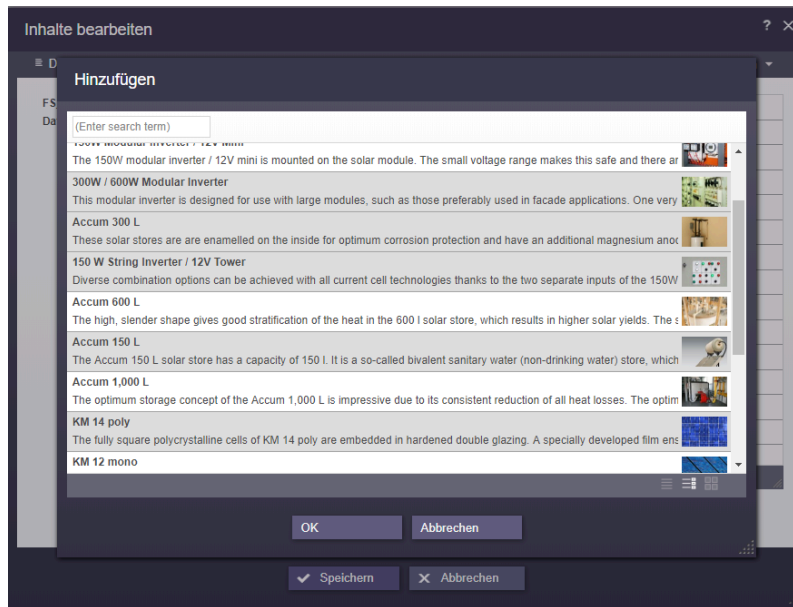 Inhalte bearbeiten
?
D
Hinzufügen
FS
Da
(Enter search term)
150W Modular Inverter / 12V Mini
The 150W modular inverter / 12V mini is mounted on the solar module. The small voltage range makes this safe and there ar
300W / 600W Modular Inverter
This modular inverter is designed for use with large modules, such as those preferably used in facade applications. One very
Accum 300 L
These solar stores are are enamelled on the inside for optimum corrosion protection and have an additional magnesium anoc
150 W String Inverter / 12V Tower
Diverse combination options can be achieved with all current cell technologies thanks to the two separate inputs of the 150W
Accum 600 L
The high, slender shape gives good stratification of the heat in the 600 l solar store, which results in higher solar yields. The s
Accum 150 L
The Accum 150 L solar store has a capacity of 150 l. It is a so-called bivalent sanitary water (non-drinking water) store, which
Accum 1,000 L
The optimum storage concept of the Accum 1,000 L is impressive due to its consistent reduction of all heat losses. The optim
KM 14 poly
The fully square polycrystalline cells of KM 14 poly are embedded in hardened double glazing. A specially developed film ens
KM 12 mono
OK Abbrechen
Speichern Abbrechen